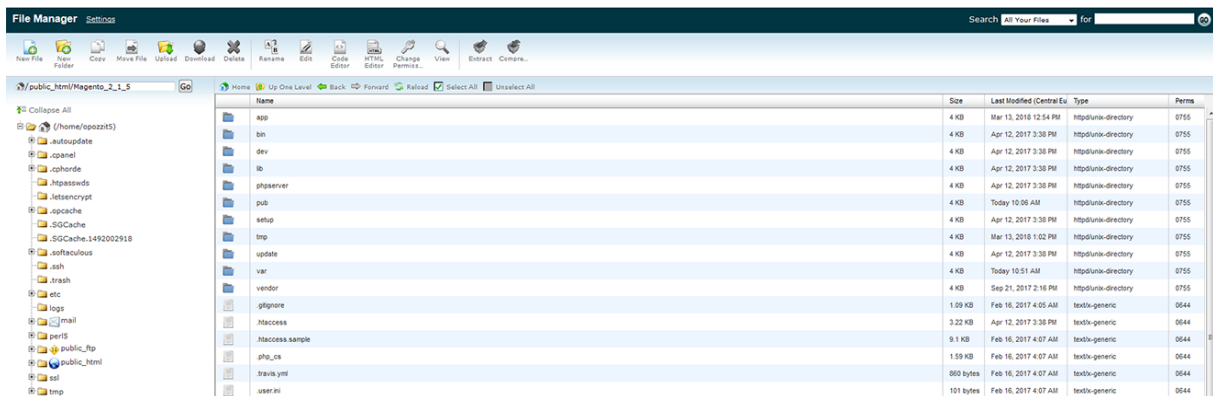 File Manager Settings Search All Your Files for GO
New File New Folder Copy Move File Upload Download Delete Rename Edit Code Editor HTML Editor Change Permiss... View Extract Compre...
/public_html/Magento_2_1_5 Go Home Up One Level Back Forward Reload Select All Unselect All
Name Size Last Modified (Central Eu Type Perms
Collapse All
(/home/opozzit5)
.autoupdate
.cpanel
.cphorde
.htpasswds
.letsencrypt
.opcache
.SGCache
.SGCache.1492002918
.softaculous
.ssh
.trash
etc
logs
mail
perl5
public_ftp
public_html
ssl
tmp
app 4 KB Mar 13, 2018 12:54 PM httpd/unix-directory 0755
bin 4 KB Apr 12, 2017 3:38 PM httpd/unix-directory 0755
dev 4 KB Apr 12, 2017 3:38 PM httpd/unix-directory 0755
lib 4 KB Apr 12, 2017 3:38 PM httpd/unix-directory 0755
phpserver 4 KB Apr 12, 2017 3:38 PM httpd/unix-directory 0755
pub 4 KB Today 10:06 AM httpd/unix-directory 0755
setup 4 KB Apr 12, 2017 3:38 PM httpd/unix-directory 0755
tmp 4 KB Mar 13, 2018 1:02 PM httpd/unix-directory 0755
update 4 KB Apr 12, 2017 3:38 PM httpd/unix-directory 0755
var 4 KB Today 10:51 AM httpd/unix-directory 0755
vendor 4 KB Sep 21, 2017 2:16 PM httpd/unix-directory 0755
.gitignore 1.09 KB Feb 16, 2017 4:05 AM text/x-generic 0644
.htaccess 3.22 KB Apr 12, 2017 3:38 PM text/x-generic 0644
.htaccess.sample 9.1 KB Feb 16, 2017 4:07 AM text/x-generic 0644
.php_cs 1.59 KB Feb 16, 2017 4:07 AM text/x-generic 0644
.travis.yml 860 bytes Feb 16, 2017 4:07 AM text/x-generic 0644
.user.ini 101 bytes Feb 16, 2017 4:07 AM text/x-generic 0644